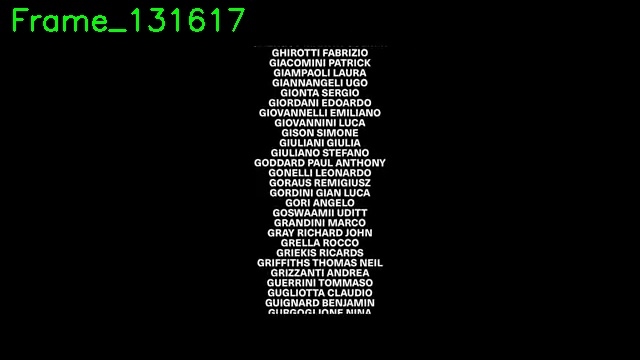 Frame_131617
GHIROTTI FABRIZIO
GIACOMINI PATRICK
GIAMPAOLI LAURA
GIANNANGELI UGO
GIONTA SERGIO
GIORDANI EDOARDO
GIOVANNELLI EMILIANO
GIOVANNINI LUCA
GISON SIMONE
GIULIANI GIULIA
GIULIANO STEFANO
GODDARD PAUL ANTHONY
GONELLI LEONARDO
GORAUS REMIGIUSZ
GORDINI GIAN LUCA
GORI ANGELO
GOSWAAMII UDITT
GRANDINI MARCO
GRAY RICHARD JOHN
GRELLA ROCCO
GRIEKIS RICARDS
GRIFFITHS THOMAS NEIL
GRIZZANTI ANDREA
GUERRINI TOMMASO
GUGLIOTTA CLAUDIO
GUIGNARD BENJAMIN
GURGOGLIONE NINA